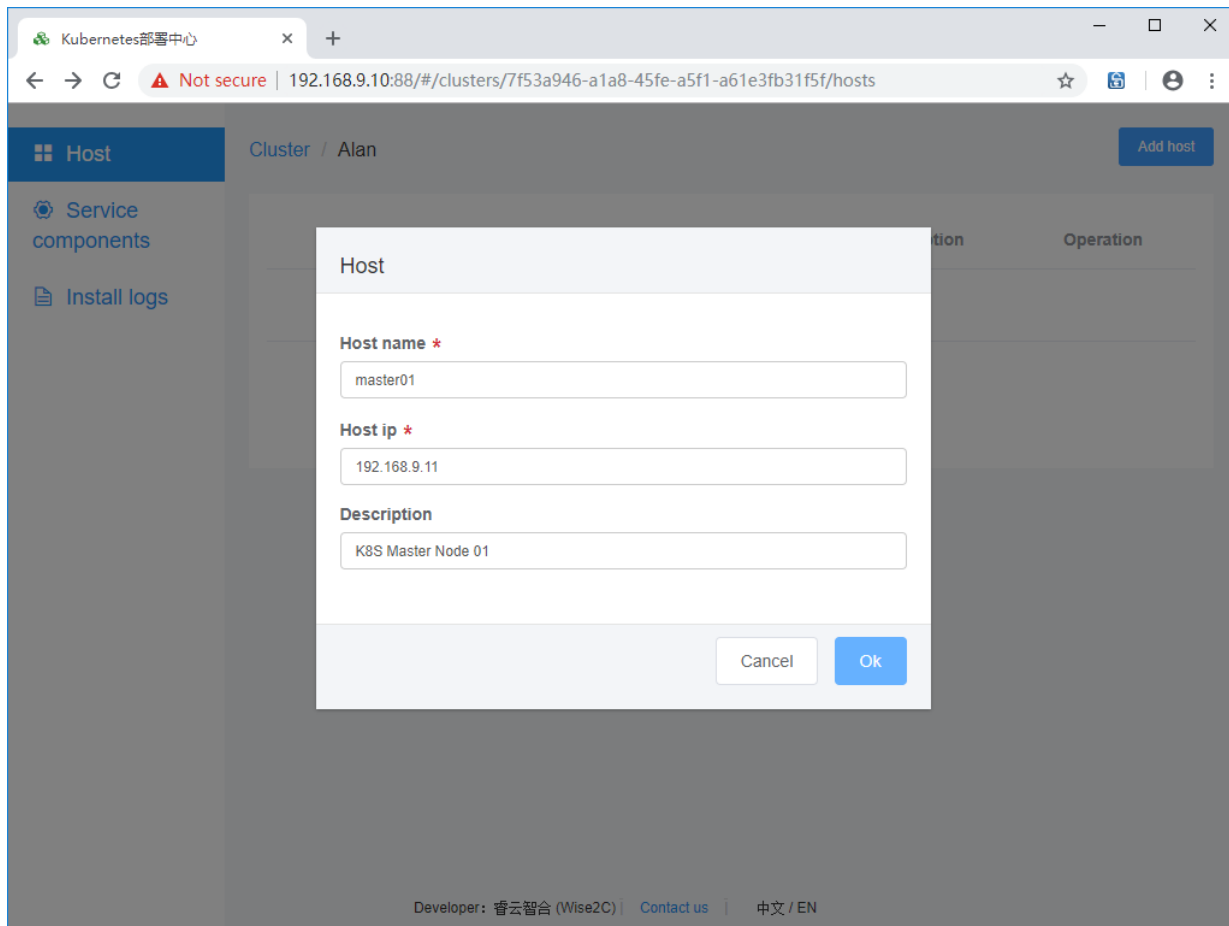 Kubernetes部署中心
Not secure 192.168.9.10:88/#/clusters/7f53a946-a1a8-45fe-a5f1-a61e3fb31f5f/hosts
Host
Cluster / Alan
Add host
Service
components
Install logs
Operation
Host
Host name *
master01
Host ip *
192.168.9.11
Description
K8S Master Node 01
Cancel Ok
Developer: 睿云智合 (Wise2C) | Contact us | 中文 / EN